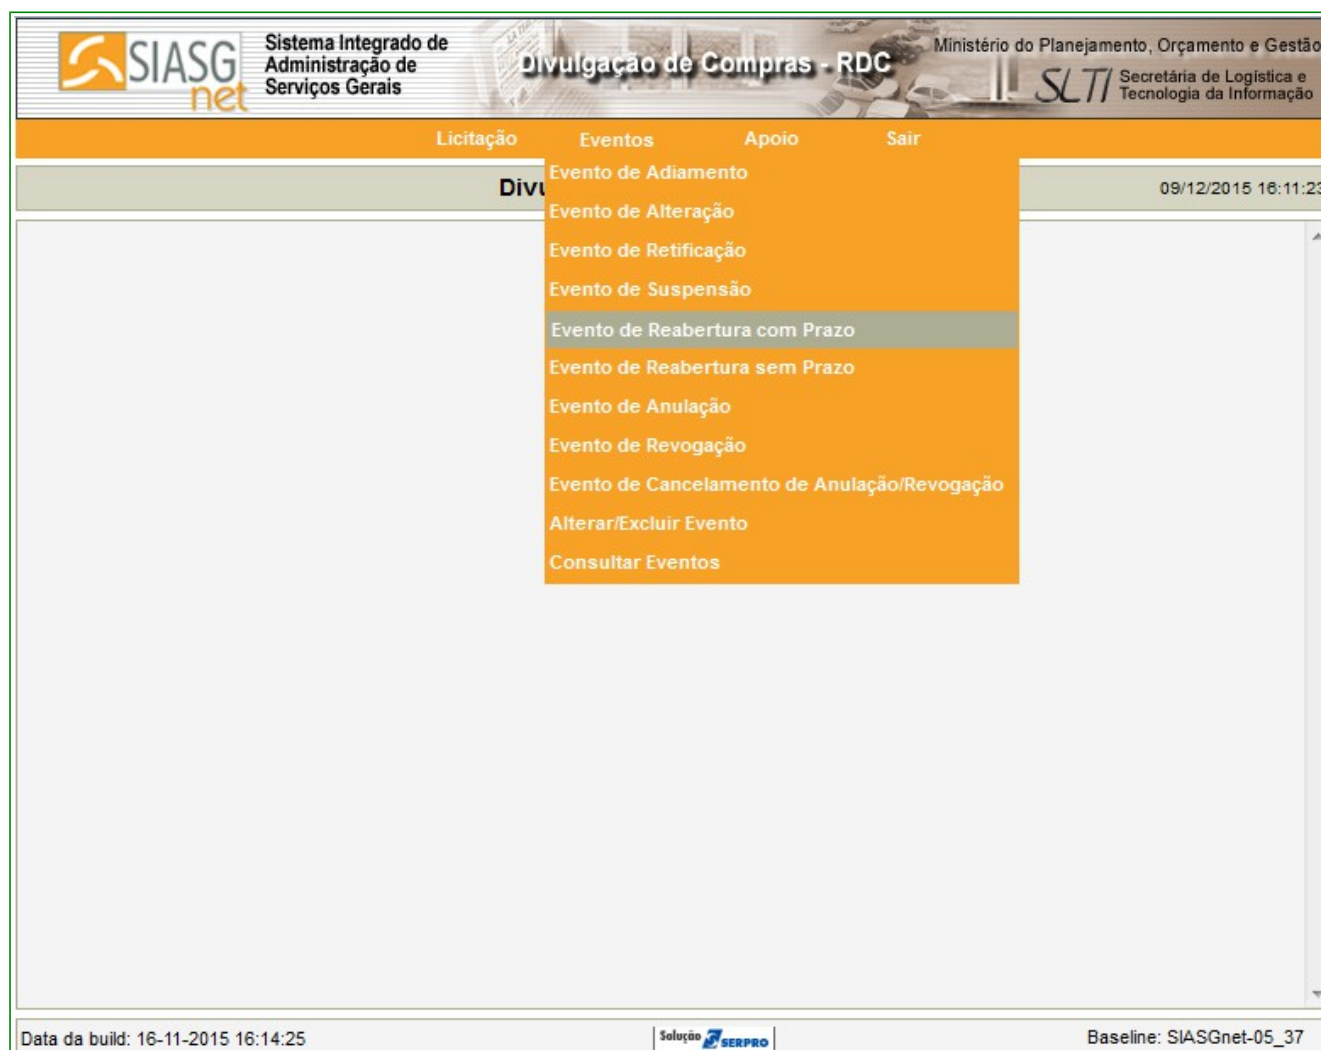 SIASG
net
Sistema Integrado de
Administração de
Serviços Gerais
Divulgação de Compras - RDC
Ministério do Planejamento, Orçamento e Gestão
SLTI
Secretária de Logística e
Tecnologia da Informação
Licitação Eventos Apoio Sair
Divu
09/12/2015 16:11:23
Evento de Adiamento
Evento de Alteração
Evento de Retificação
Evento de Suspensão
Evento de Reabertura com Prazo
Evento de Reabertura sem Prazo
Evento de Anulação
Evento de Revogação
Evento de Cancelamento de Anulação/Revogação
Alterar/Excluir Evento
Consultar Eventos
Data da build: 16-11-2015 16:14:25
Solução SERPRO
Baseline: SIASGnet-05_37